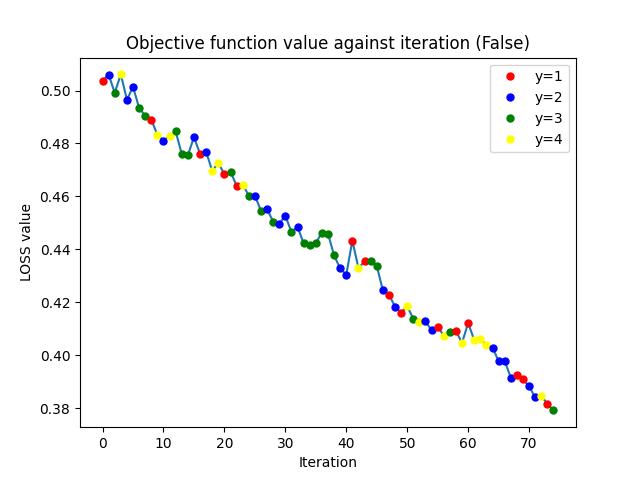 Objective function value against iteration (False)
y=1
y=2
y=3
y=4
LOSS value
0.50
0.48
0.46
0.44
0.42
0.40
0.38
0 10 20 30 40 50 60 70
Iteration